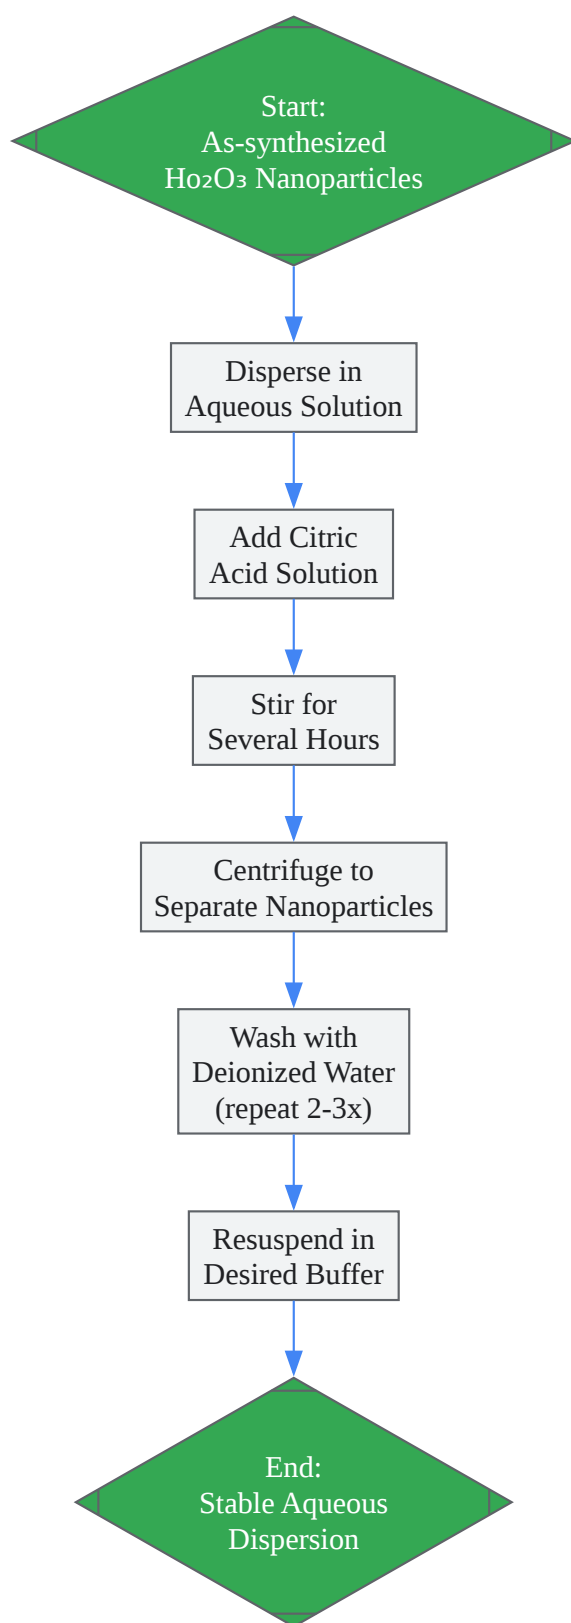 Start:
As-synthesized
Ho₂O₃ Nanoparticles
Disperse in
Aqueous Solution
Add Citric
Acid Solution
Stir for
Several Hours
Centrifuge to
Separate Nanoparticles
Wash with
Deionized Water
(repeat 2-3x)
Resuspend in
Desired Buffer
End:
Stable Aqueous
Dispersion